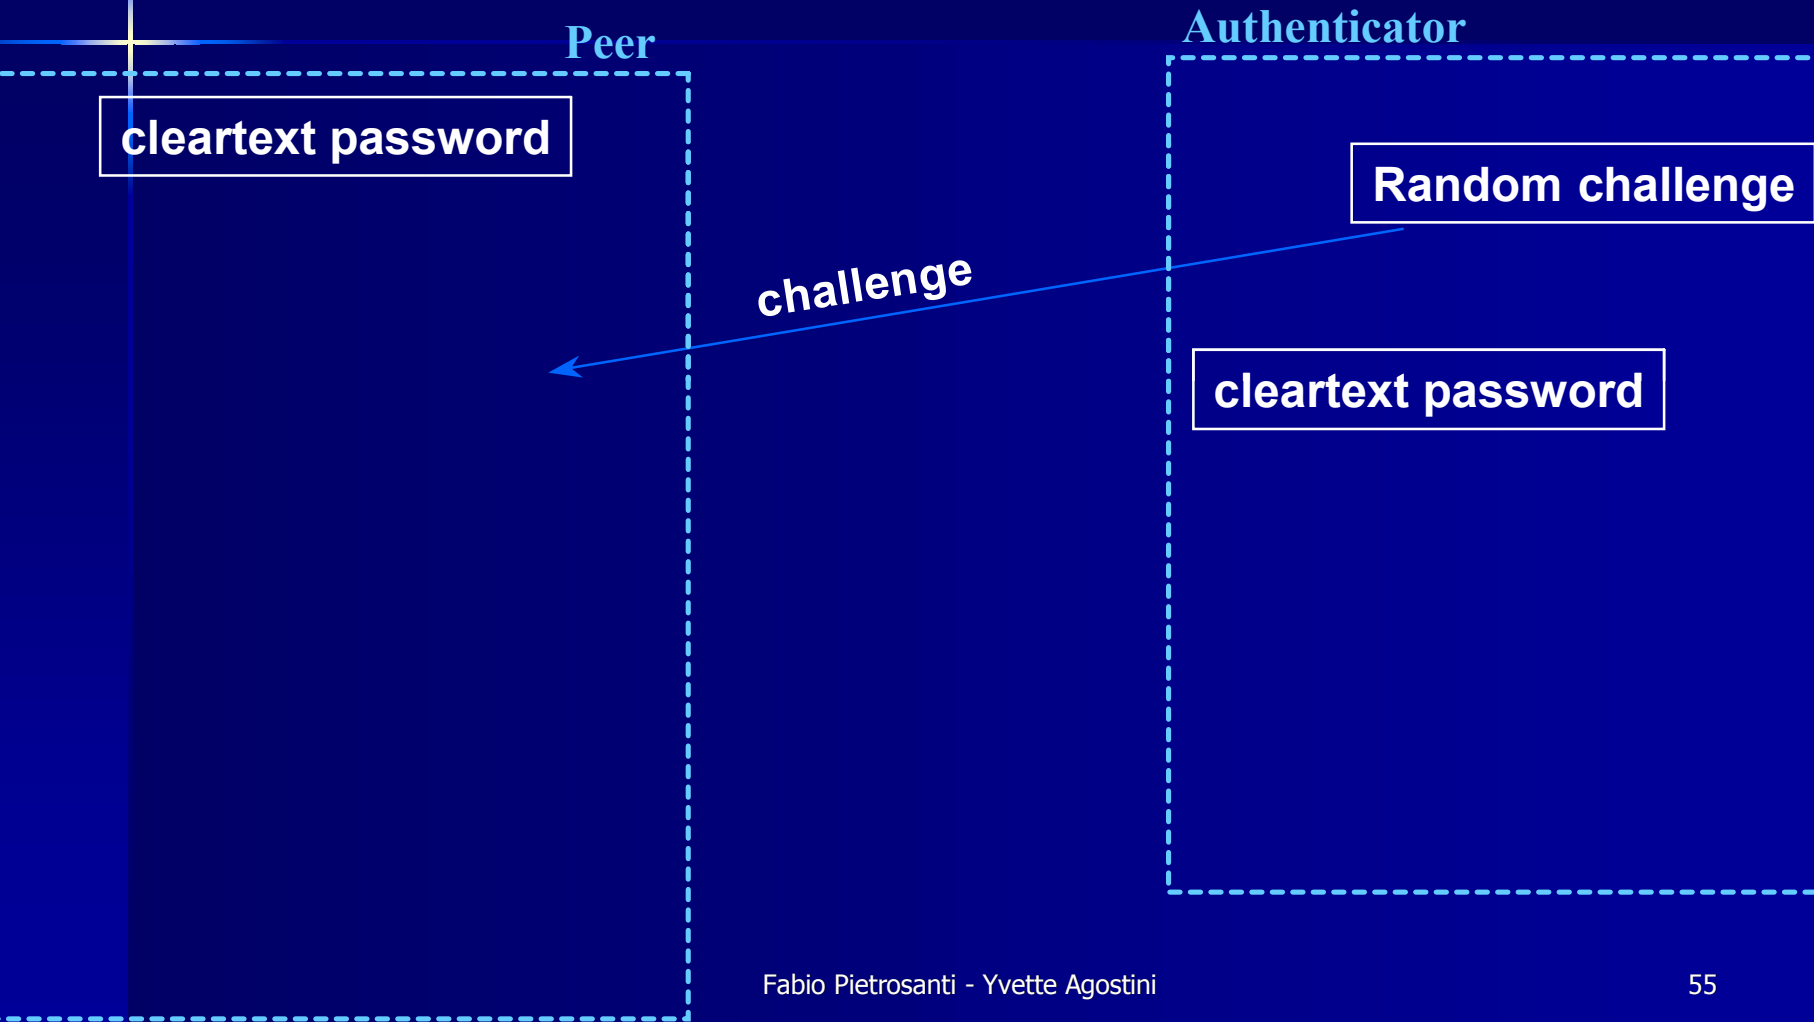 Peer
Authenticator
cleartext password
Random challenge
challenge
cleartext password
Fabio Pietrosanti - Yvette Agostini
55